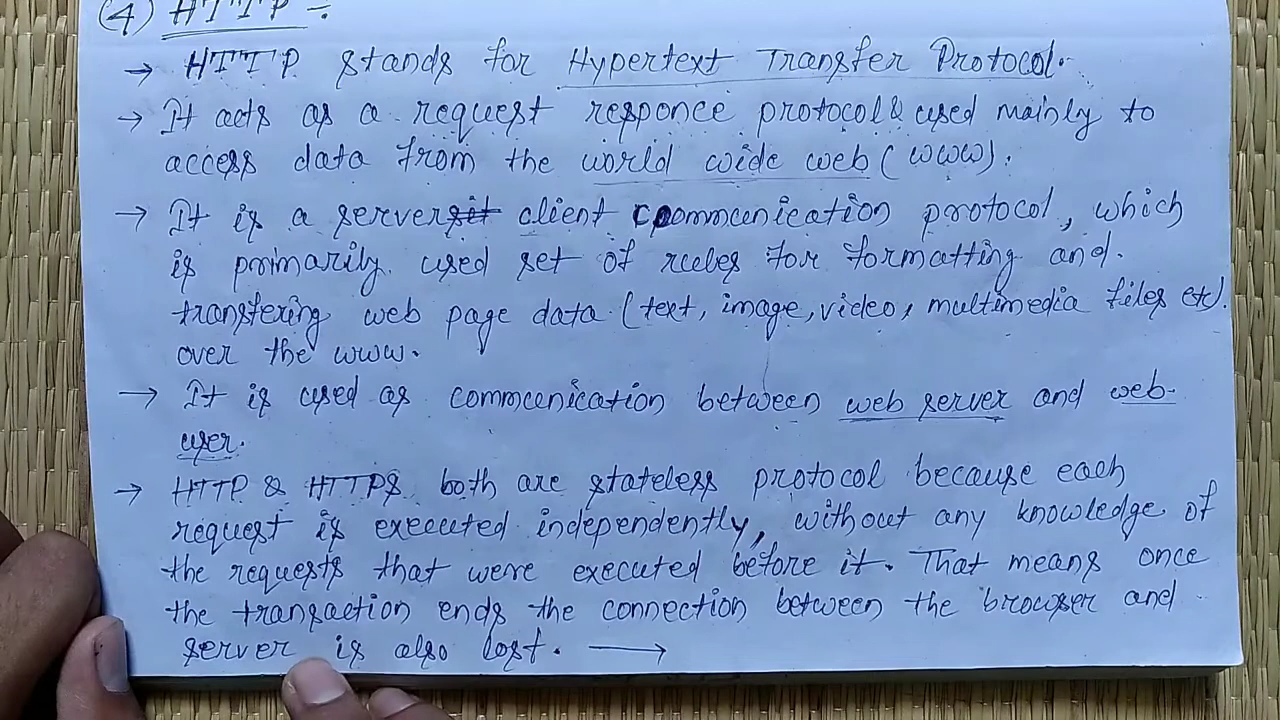 (4) HTTP :-
→ HTTP stands for Hypertext Transfer Protocol.
→ It acts as a request responce protocol & used mainly to
access data from the world wide web (www).
→ It is a serversit client communication protocol, which
is primarily used set of rules for formatting and.
transfering web page data (text, image, video, multimedia files etc).
over the www.
→ It is used as communication between web server and web-
user.
→ HTTP & HTTPS both are stateless protocol because each
request is executed independently, without any knowledge of
the requests that were executed before it. That means once
the transaction ends the connection between the browser and
server is also lost. →